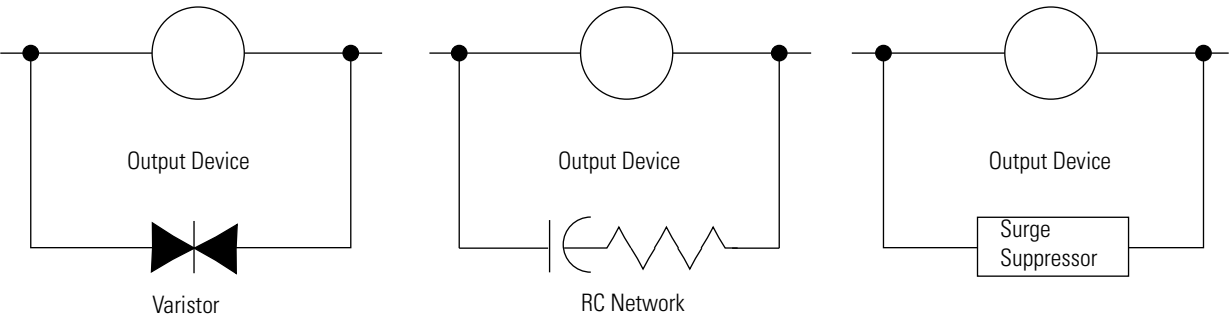 Output Device
Output Device
Output Device
Surge
Suppressor
Varistor
RC Network